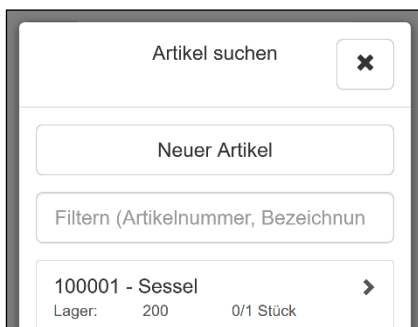 Artikel suchen
Neuer Artikel
Filtern (Artikelnummer, Bezeichnun
100001 - Sessel
Lager: 200 0/1 Stück